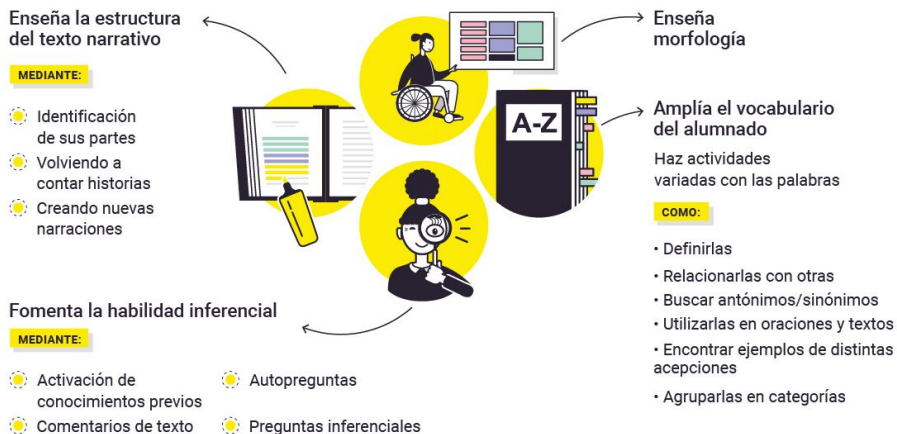 Enseña la estructura
del texto narrativo
MEDIANTE:
Identificación
de sus partes
Volviendo a
contar historias
Creando nuevas
narraciones
A-Z
Enseña
morfología
Amplía el vocabulario
del alumnado
Haz actividades
variadas con las palabras
COMO:
• Definirlas
• Relacionarlas con otras
• Buscar antónimos/sinónimos
• Utilizarlas en oraciones y textos
• Encontrar ejemplos de distintas
acepciones
• Agruparlas en categorías
Fomenta la habilidad inferencial
MEDIANTE:
Activación de
conocimientos previos
Comentarios de texto
Autopreguntas
Preguntas inferenciales